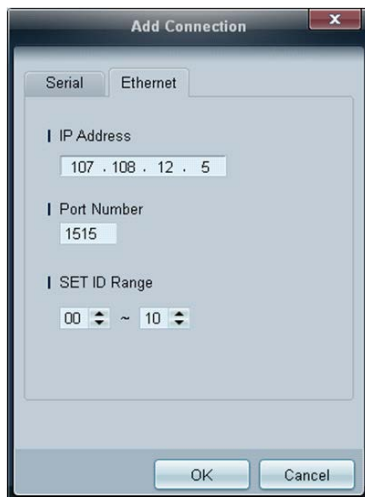 Add Connection
x
Serial Ethernet
IP Address
107 . 108 . 12 . 5
Port Number
1515
SET ID Range
00 ~ 10
OK Cancel